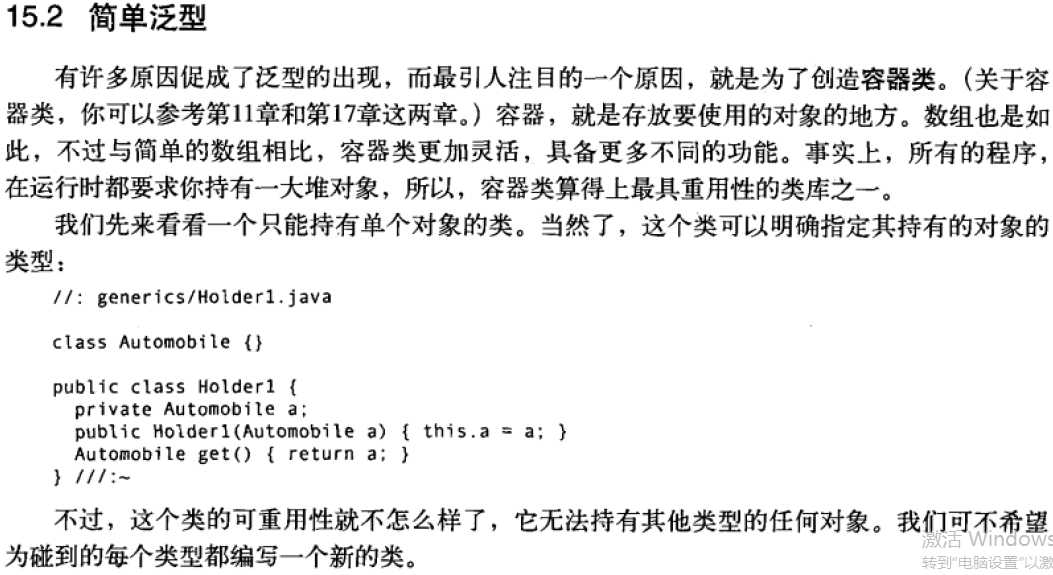 15.2 简单泛型
有许多原因促成了泛型的出现，而最引人注目的一个原因，就是为了创造容器类。（关于容
器类，你可以参考第11章和第17章这两章。）容器，就是存放要使用的对象的地方。数组也是如
此，不过与简单的数组相比，容器类更加灵活，具备更多不同的功能。事实上，所有的程序，
在运行时都要求你持有一大堆对象，所以，容器类算得上最具重用性的类库之一。
我们先来看看一个只能持有单个对象的类。当然了，这个类可以明确指定其持有的对象的
类型：
//: generics/Holder1.java
class Automobile {}
public class Holder1 {
private Automobile a;
public Holder1(Automobile a) { this.a = a; }
Automobile get() { return a; }
} ///:~
不过，这个类的可重用性就不怎么样了，它无法持有其他类型的任何对象。我们可不希望
为碰到的每个类型都编写一个新的类。
激活 Windows
转到"电脑设置"以激